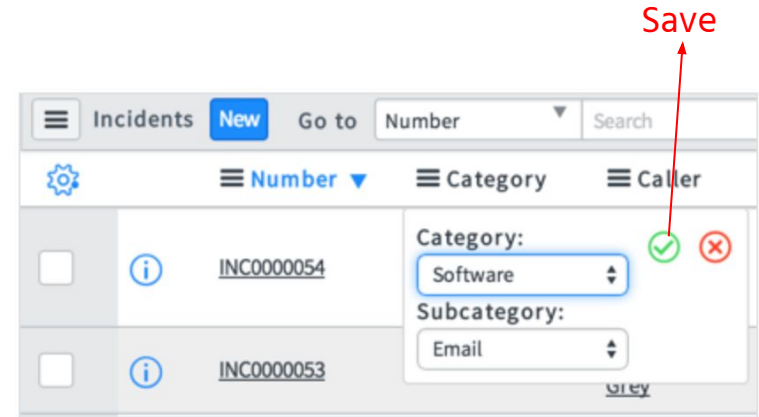 Save
Incidents New Go to Number Search
Number Category Caller
Category:
Software
INC0000054
Subcategory:
Email
INC0000053
Grey